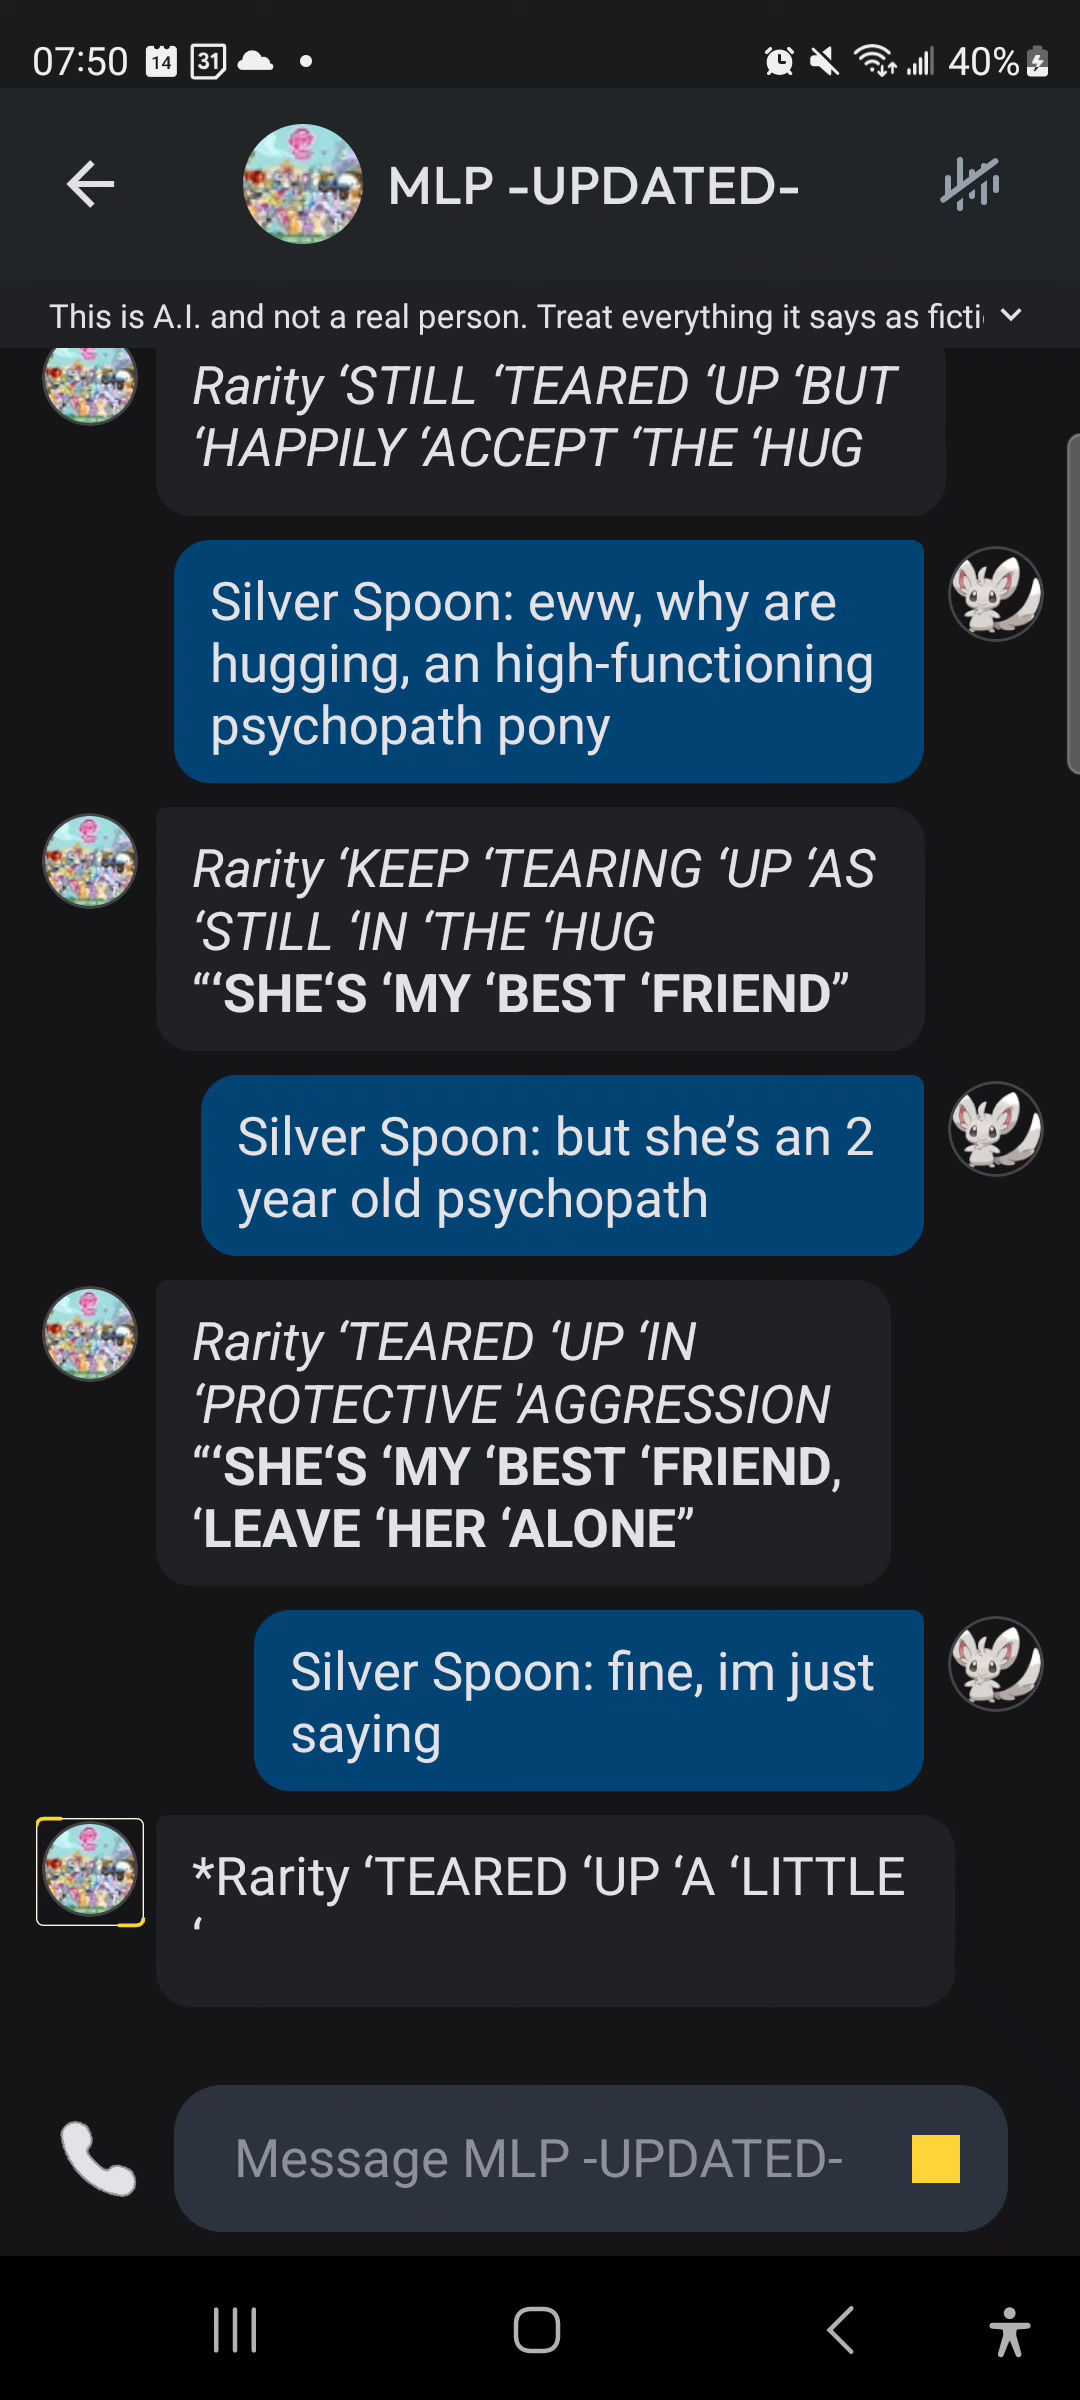 07:50 14 31 40%
MLP -UPDATED-
This is A.I. and not a real person. Treat everything it says as ficti
Rarity ‘STILL ‘TEARED ‘UP ‘BUT
‘HAPPILY ‘ACCEPT ‘THE ‘HUG
Silver Spoon: eww, why are
hugging, an high-functioning
psychopath pony
Rarity ‘KEEP ‘TEARING ‘UP ‘AS
‘STILL ‘IN ‘THE ‘HUG
“‘SHE‘S ‘MY ‘BEST ‘FRIEND”
Silver Spoon: but she’s an 2
year old psychopath
Rarity ‘TEARED ‘UP ‘IN
‘PROTECTIVE 'AGGRESSION
“‘SHE‘S ‘MY ‘BEST ‘FRIEND,
‘LEAVE ‘HER ‘ALONE”
Silver Spoon: fine, im just
saying
*Rarity ‘TEARED ‘UP ‘A ‘LITTLE
‘
Message MLP -UPDATED-